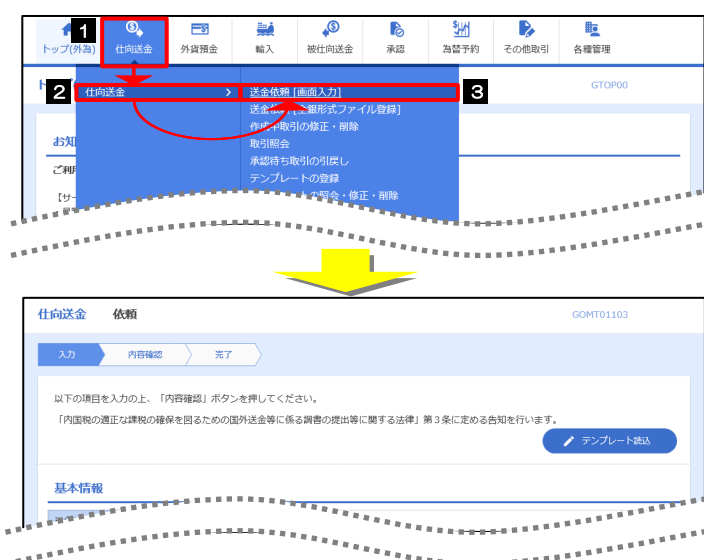 1
トップ(外為) 仕向送金 外貨預金 輸入 被仕向送金 承認 為替予約 その他取引 各種管理
GTOP00
2 仕向送金 > 送金依頼 [画面入力] 3
送金依頼 [全銀形式ファイル登録]
作成中取引の修正・削除
お知
取引照会
ご利用
承認待ち取引の引戻し
テンプレートの登録
【サー
の照会・修正・削除
仕向送金 依頼 GOMT01103
入力 内容確認 完了
以下の項目を入力の上、「内容確認」ボタンを押してください。
「内国税の適正な課税の確保を図るための国外送金等に係る調書の提出等に関する法律」第３条に定める告知を行います。
テンプレート読込
基本情報